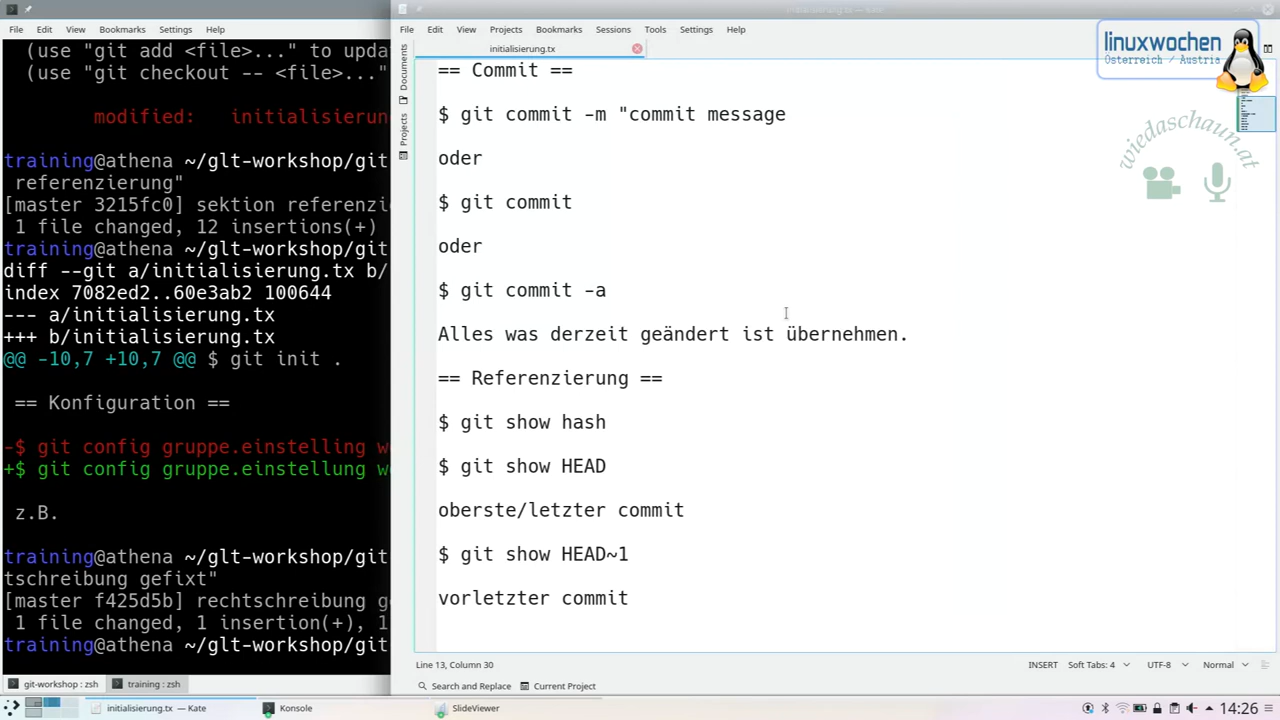 File Edit View Bookmarks Settings Help
(use "git add <file>..." to upda
(use "git checkout -- <file>..."
modified: initialisierun
training@athena ~/glt-workshop/git
referenzierung"
[master 3215fc0] sektion referenzi
1 file changed, 12 insertions(+)
training@athena ~/glt-workshop/git
diff --git a/initialisierung.tx b/
index 7082ed2..60e3ab2 100644
--- a/initialisierung.tx
+++ b/initialisierung.tx
@@ -10,7 +10,7 @@ $ git init .
== Konfiguration ==
-$ git config gruppe.einstelling w
+$ git config gruppe.einstellung w
z.B.
training@athena ~/glt-workshop/git
tschreibung gefixt"
[master f425d5b] rechtschreibung g
1 file changed, 1 insertion(+), 1
training@athena ~/glt-workshop/git
git-workshop : zsh training : zsh
File Edit View Projects Bookmarks Sessions Tools Settings Help
initialisierung.tx
Documents
Projects
== Commit ==
$ git commit -m "commit message
oder
$ git commit
oder
$ git commit -a
Alles was derzeit geändert ist übernehmen.
== Referenzierung ==
$ git show hash
$ git show HEAD
oberste/letzter commit
$ git show HEAD~1
vorletzter commit
Line 13, Column 30 INSERT Soft Tabs: 4 UTF-8 Normal
Search and Replace Current Project
linuxwochen
Österreich / Austria
wiedaschaun.at
initialisierung.tx — Kate Konsole SlideViewer 14:26